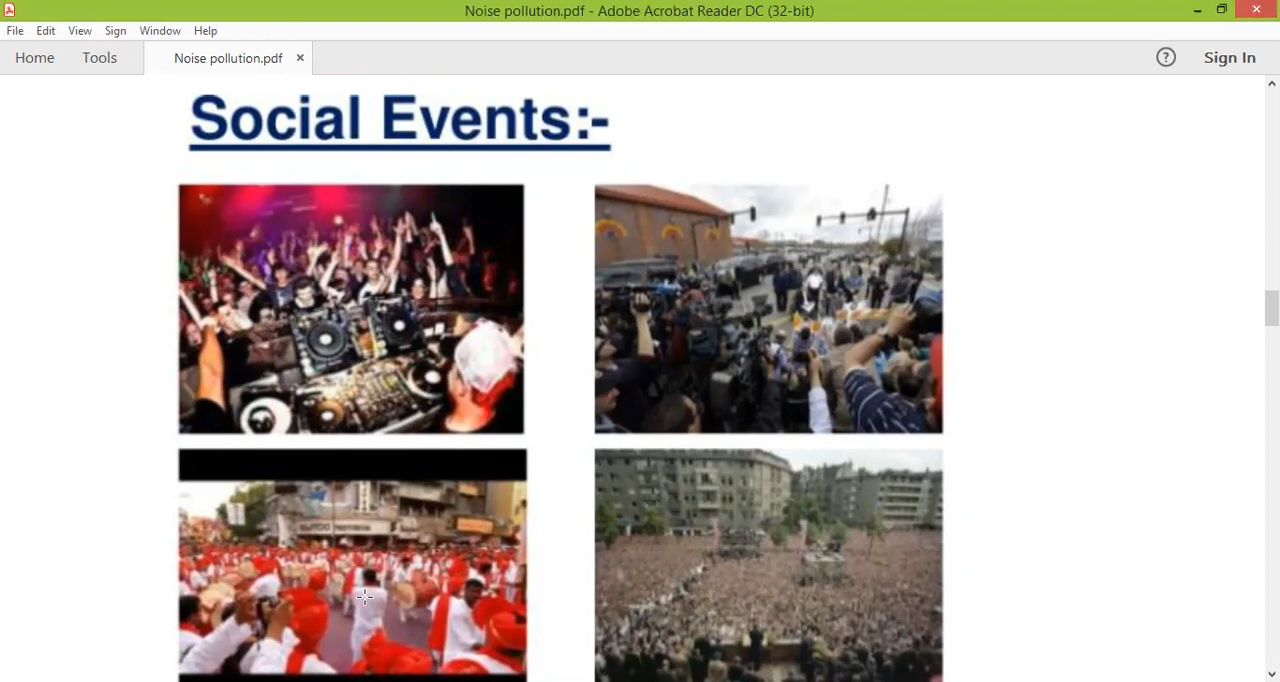 Noise pollution.pdf - Adobe Acrobat Reader DC (32-bit)
File Edit View Sign Window Help
Home Tools Noise pollution.pdf × ? Sign In
Social Events:-